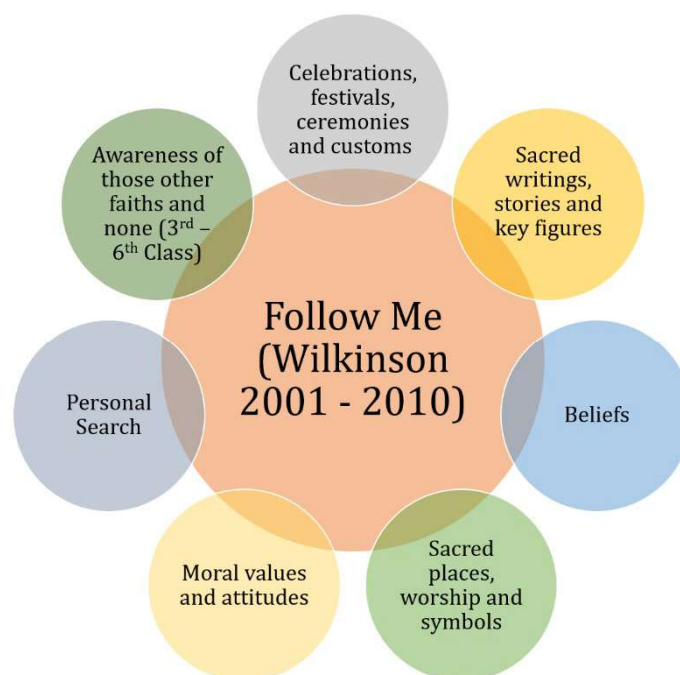 Celebrations,
festivals,
ceremonies
and customs
Sacred
writings,
stories and
key figures
Beliefs
Sacred
places,
worship and
symbols
Moral values
and attitudes
Personal
Search
Awareness of
those other
faiths and
none (3rd –
6th Class)
Follow Me
(Wilkinson
2001 - 2010)